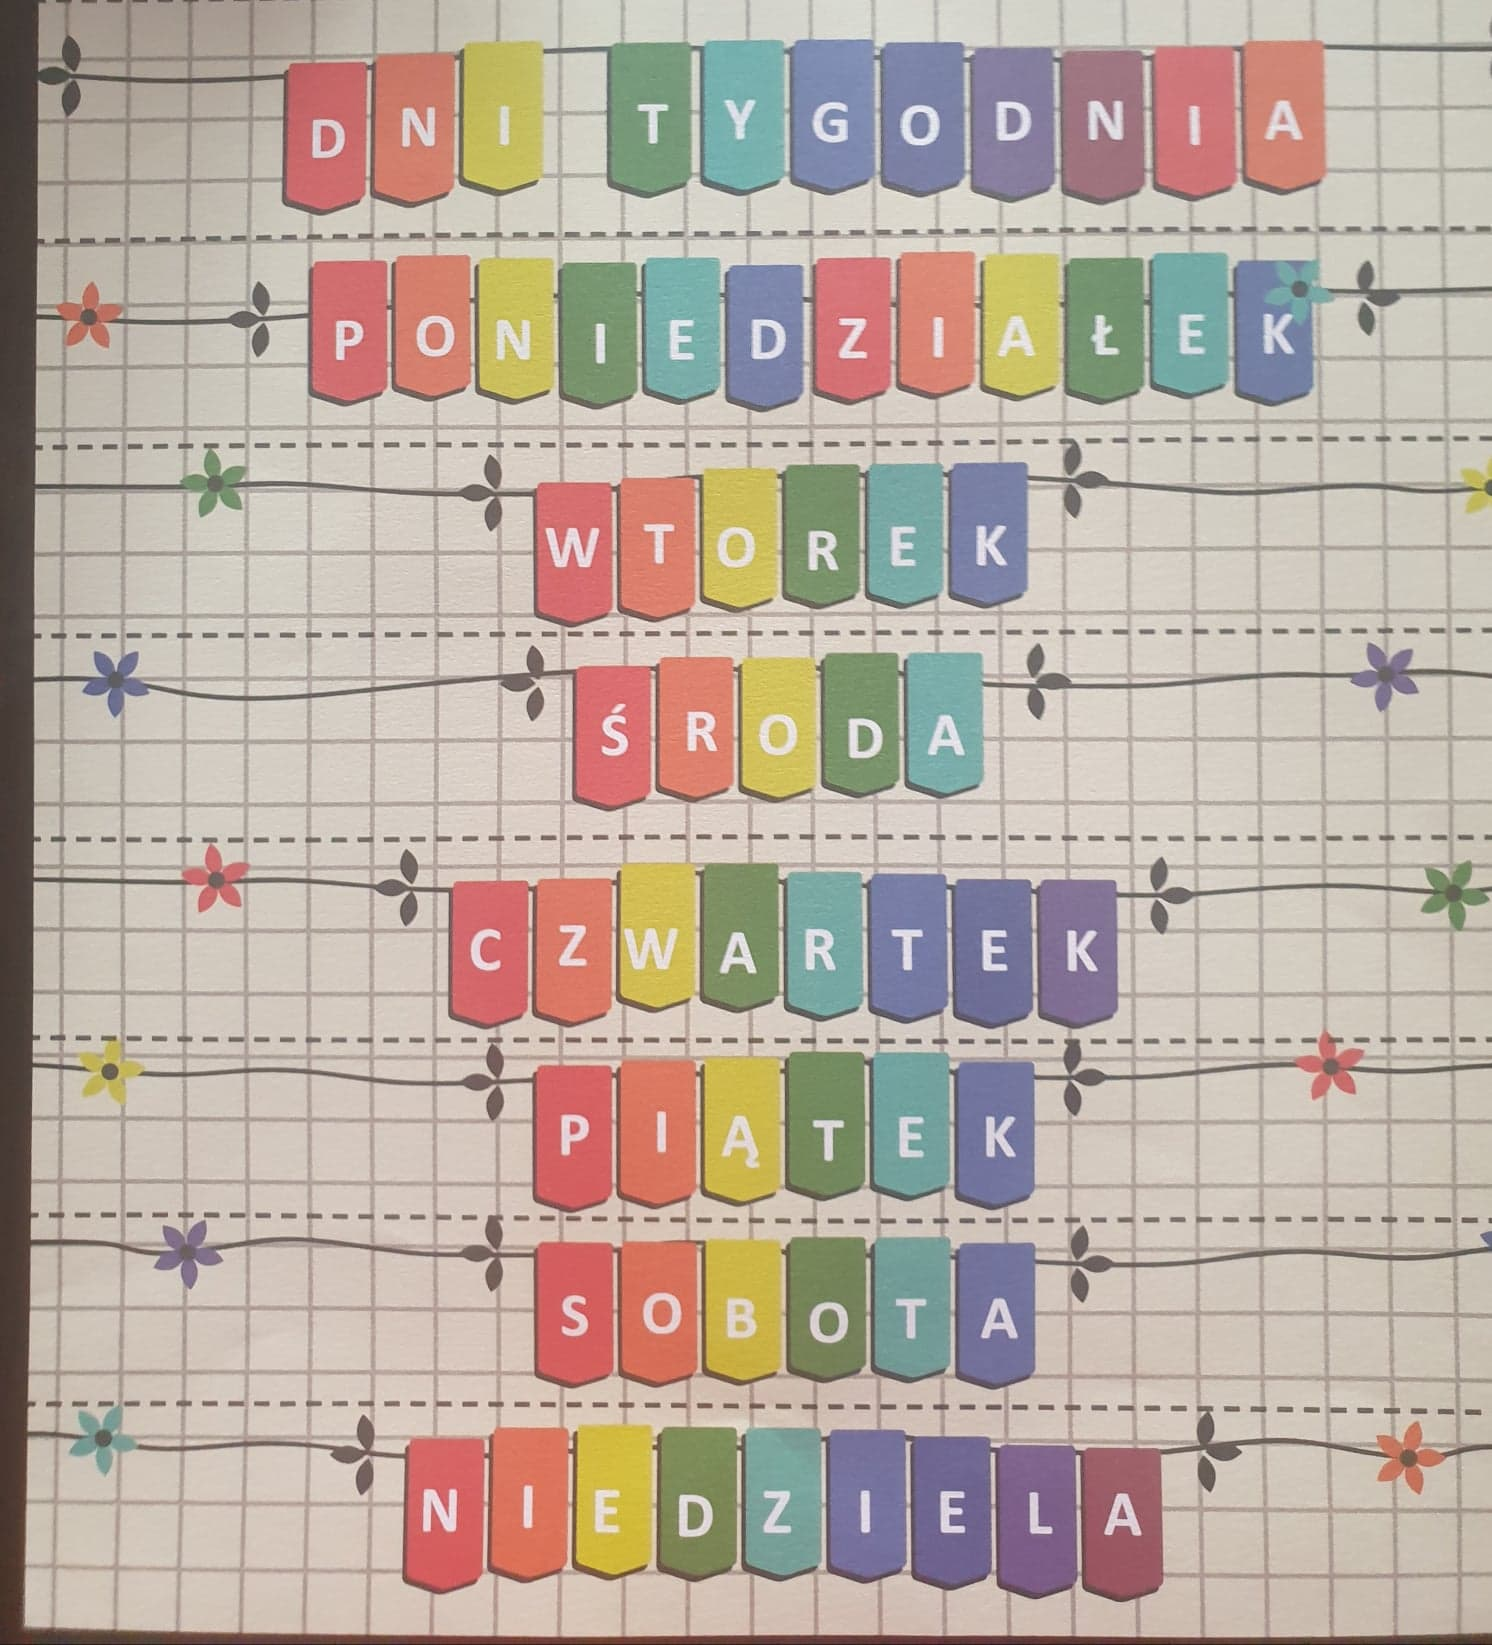 DNI TYGODNIA
PONIEDZIAŁEK
WTOREK
ŚRODA
CZWARTEK
PIĄTEK
SOBOTA
NIEDZIELA